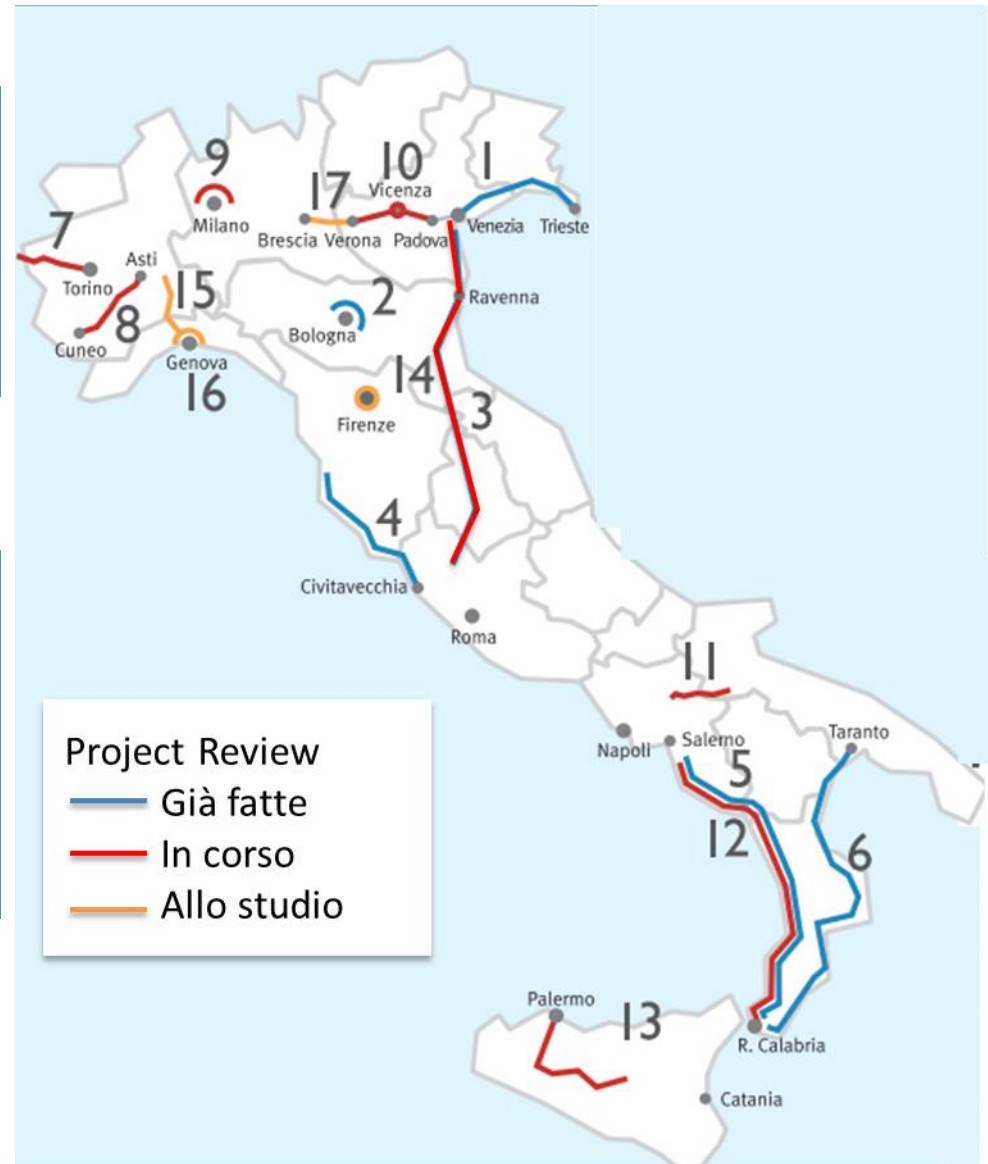 9
10
1
Vicenza
17
Milano
Brescia
Verona
Padova
Venezia
Trieste
7
Asti
Torino
15
2
Ravenna
8
Bologna
Cuneo
Genova
16
14
3
Firenze
4
Civitavecchia
Roma
11
Napoli
Salerno
Taranto
5
12
6
Project Review
Già fatte
In corso
Allo studio
Palermo
13
R. Calabria
Catania